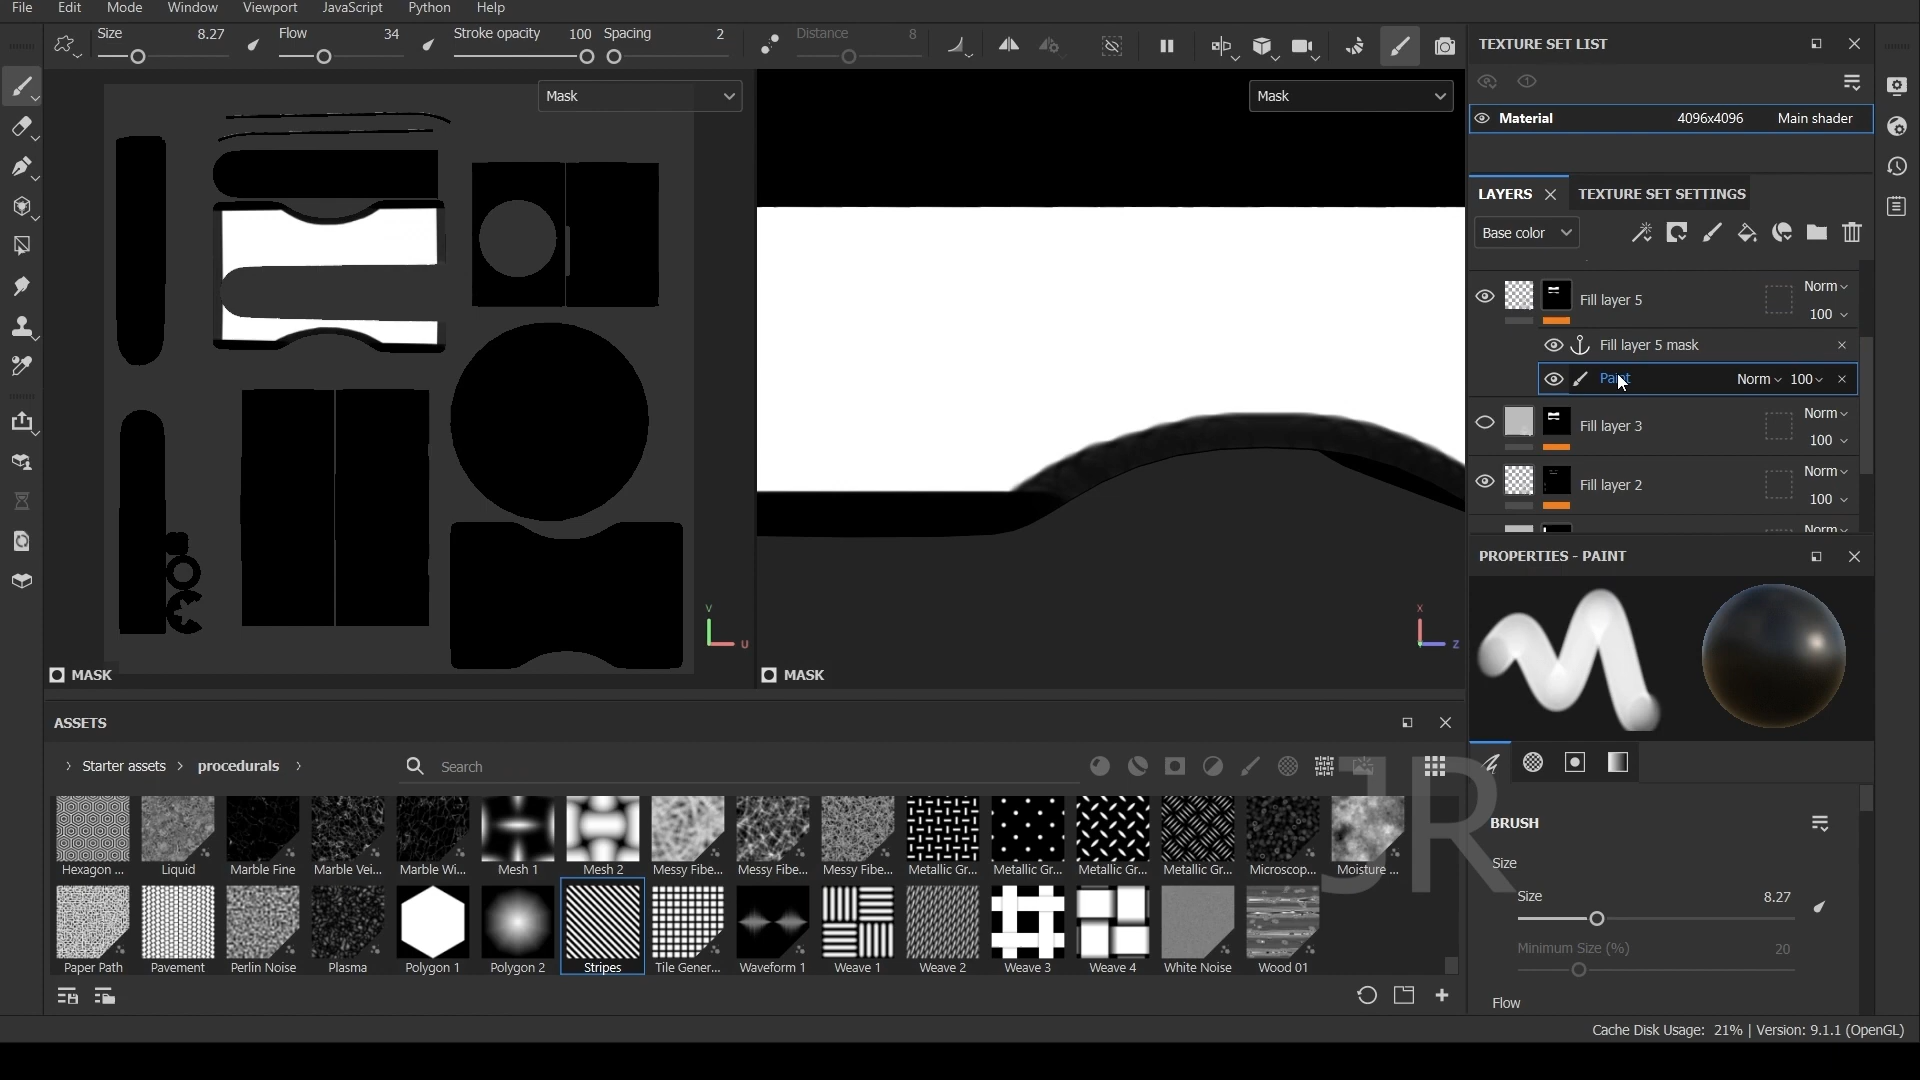 File Edit Mode Window Viewport JavaScript Python Help
Size 8.27 Flow 34 Stroke opacity 100 Spacing 2 Distance 8
Mask
Mask
V
U
X
Z
MASK
MASK
TEXTURE SET LIST
Material 4096x4096 Main shader
LAYERS TEXTURE SET SETTINGS
Base color
Fill layer 5 Norm 100
Fill layer 5 mask
Paint Norm 100
Fill layer 3 Norm 100
Fill layer 2 Norm 100
Norm
PROPERTIES - PAINT
BRUSH
Size
Size 8.27
Minimum Size (%) 20
Flow
ASSETS
Starter assets > procedurals > Search
Hexagon ... Liquid Marble Fine Marble Vei... Marble Wi... Mesh 1 Mesh 2 Messy Fibe... Messy Fibe... Messy Fibe... Metallic Gr... Metallic Gr... Metallic Gr... Metallic Gr... Microscop... Moisture ...
Paper Path Pavement Perlin Noise Plasma Polygon 1 Polygon 2 Stripes Tile Gener... Waveform 1 Weave 1 Weave 2 Weave 3 Weave 4 White Noise Wood 01
JR
Cache Disk Usage: 21% | Version: 9.1.1 (OpenGL)